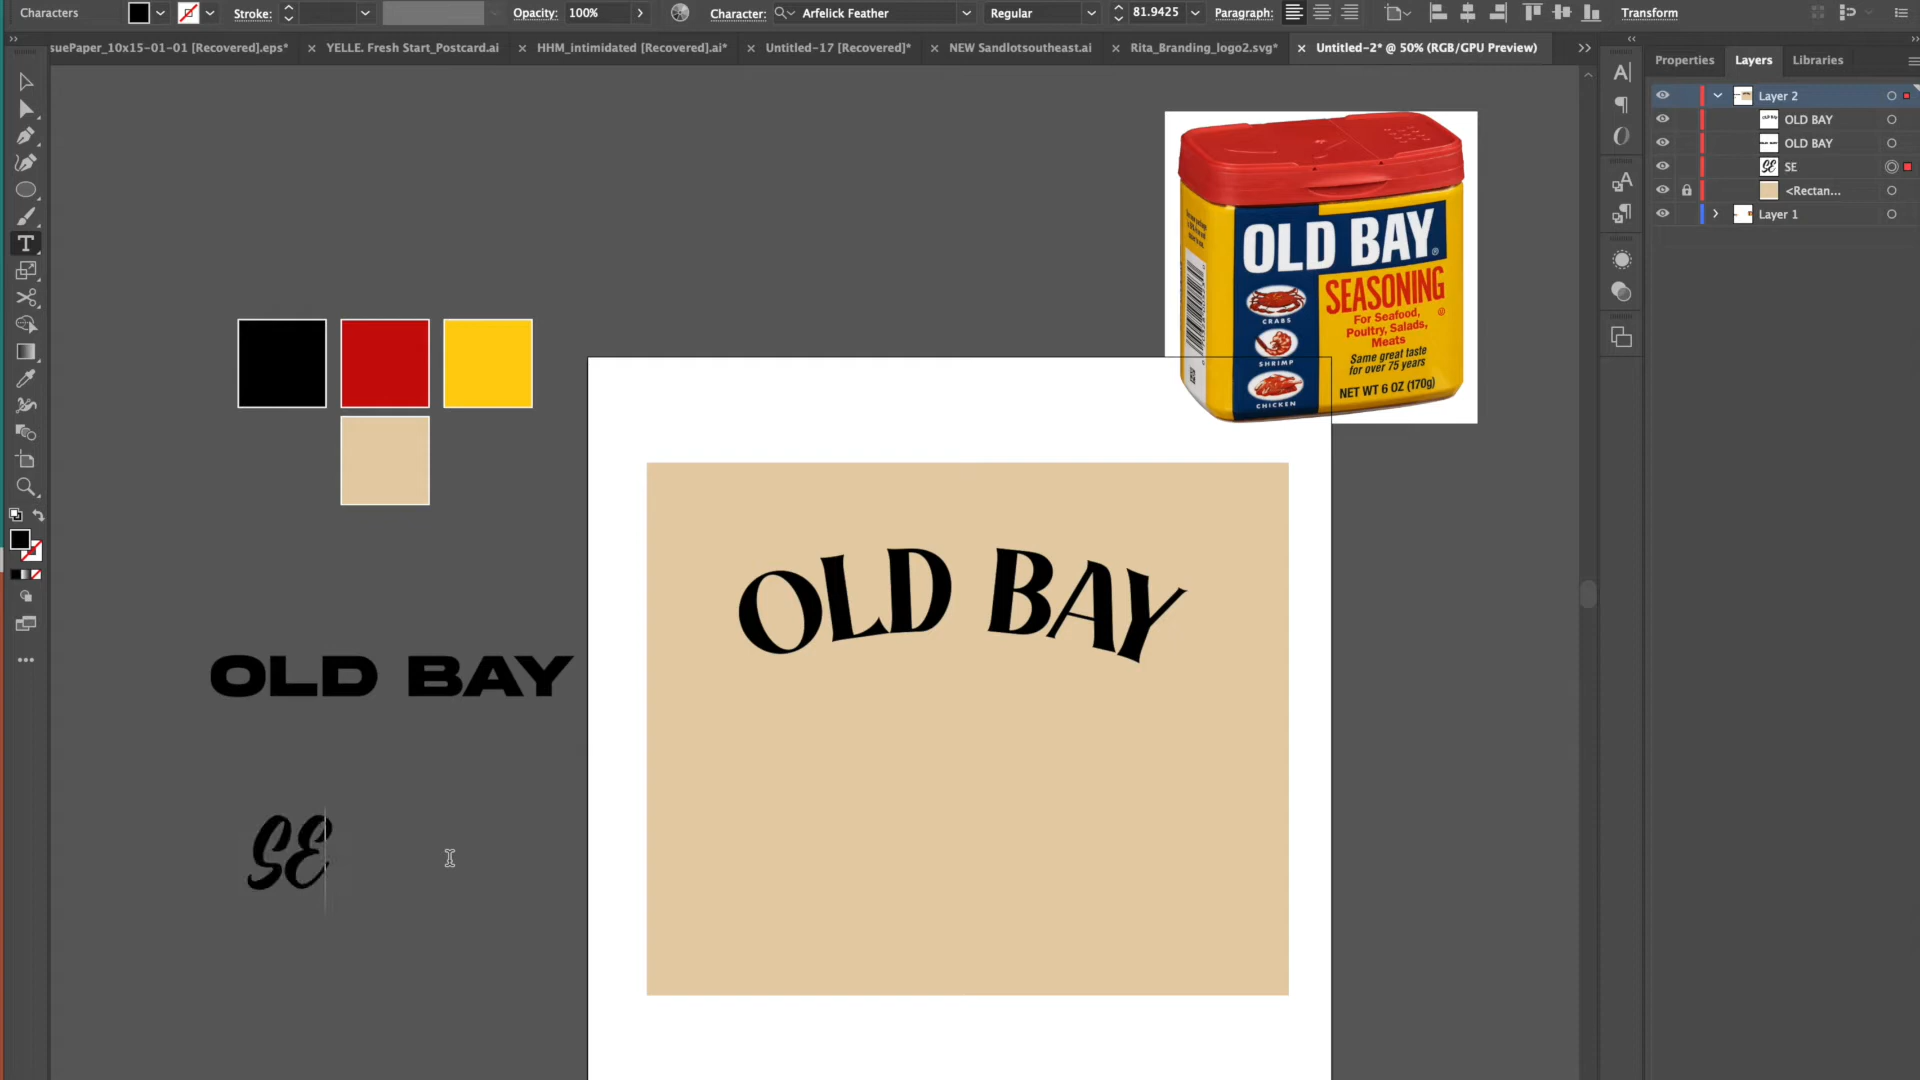 Characters
Stroke:
Opacity: 100%
Character: Arfelick Feather
Regular
81.9425
Paragraph:
Transform
suePaper_10x15-01-01 [Recovered].eps*
YELLE. Fresh Start_Postcard.ai
HHM_intimidated [Recovered].ai*
Untitled-17 [Recovered]*
NEW Sandlotsoutheast.ai
Rita_Branding_logo2.svg*
Untitled-2* @ 50% (RGB/GPU Preview)
Properties
Layers
Libraries
Layer 2
OLD BAY
OLD BAY
SE
<Rectan...
Layer 1
OLD BAY®
SEASONING
For Seafood,
Poultry, Salads,
Meats
Same great taste
for over 75 years
NET WT 6 OZ (170g)
CRABS
SHRIMP
CHICKEN
OLD BAY
OLD BAY
SE